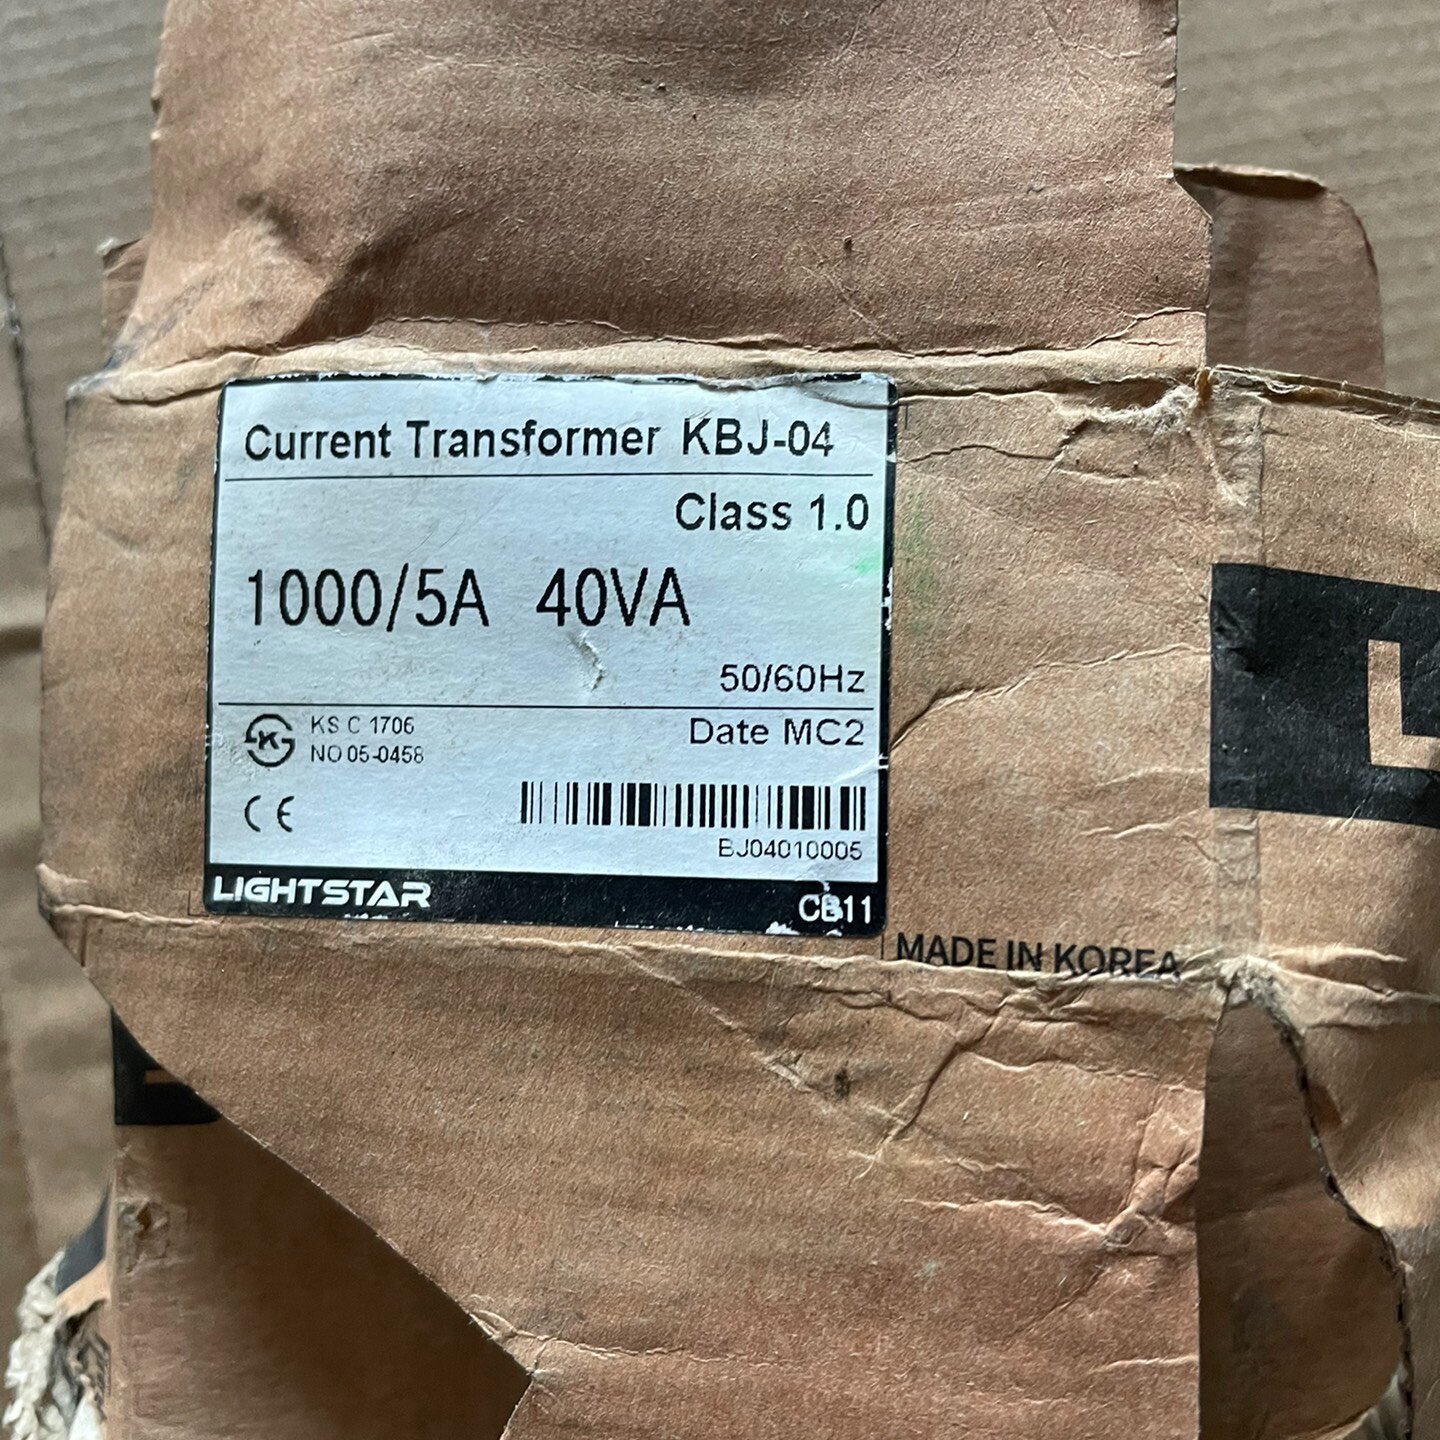 Current Transformer KBJ-04
Class 1.0
1000/5A 40VA
50/60Hz
KS C 1706
NO 05-0458
Date MC2
CE
BJ04010005
LIGHTSTAR
CB11
MADE IN KOREA